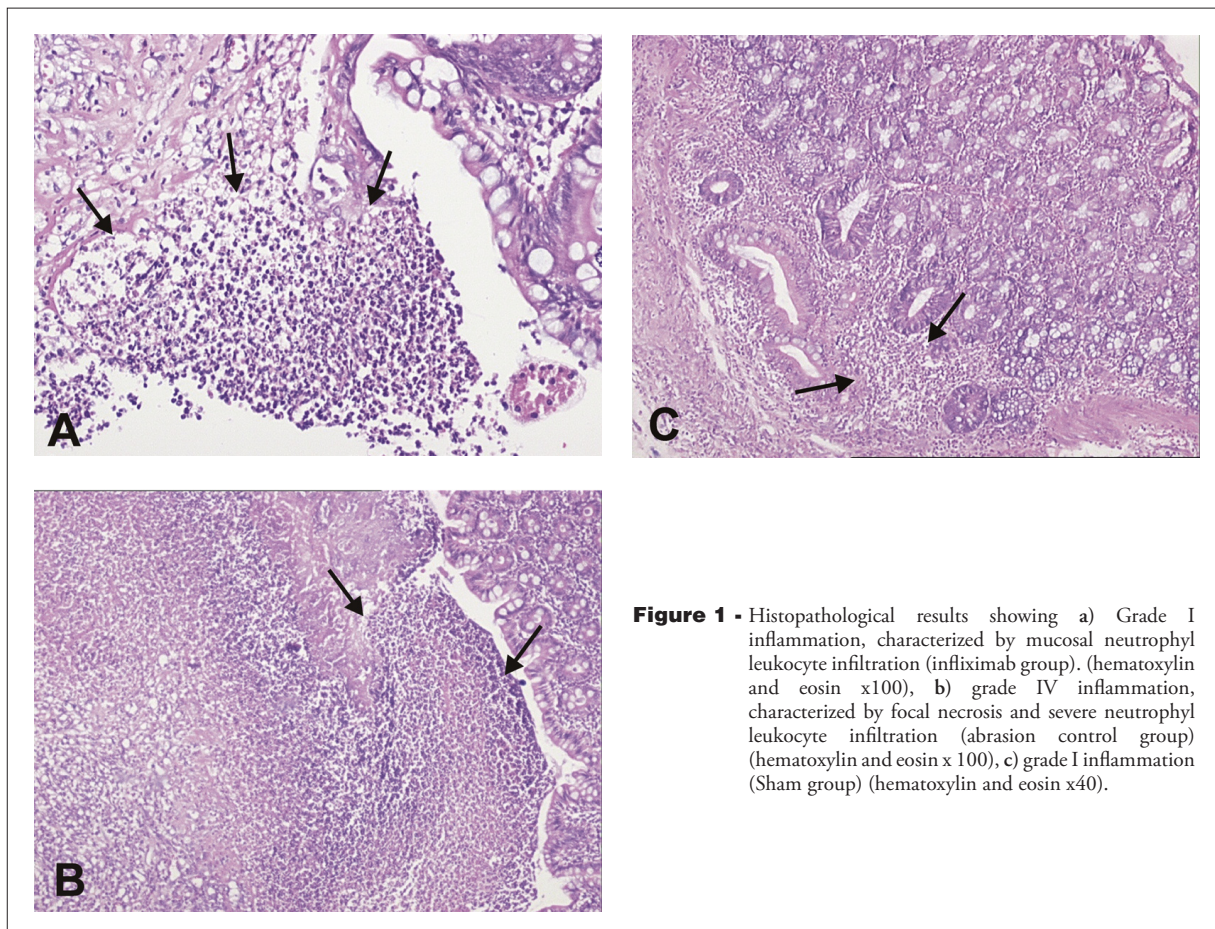 A
C
B
Figure 1 - Histopathological results showing a) Grade I
inflammation, characterized by mucosal neutrophyl
leukocyte infiltration (infliximab group). (hematoxylin
and eosin x100), b) grade IV inflammation,
characterized by focal necrosis and severe neutrophyl
leukocyte infiltration (abrasion control group)
(hematoxylin and eosin x 100), c) grade I inflammation
(Sham group) (hematoxylin and eosin x40).